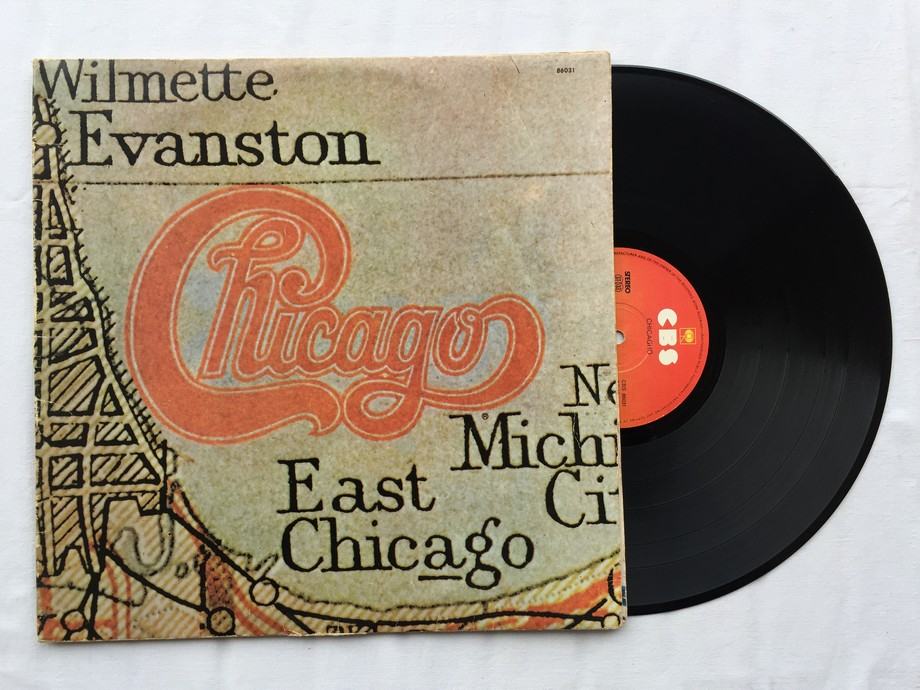 Wilmette
86031
Evanston
Chicago
®
Ne
Michi
East
Ci
Chicago
STEREO
CBS
CHICAGO